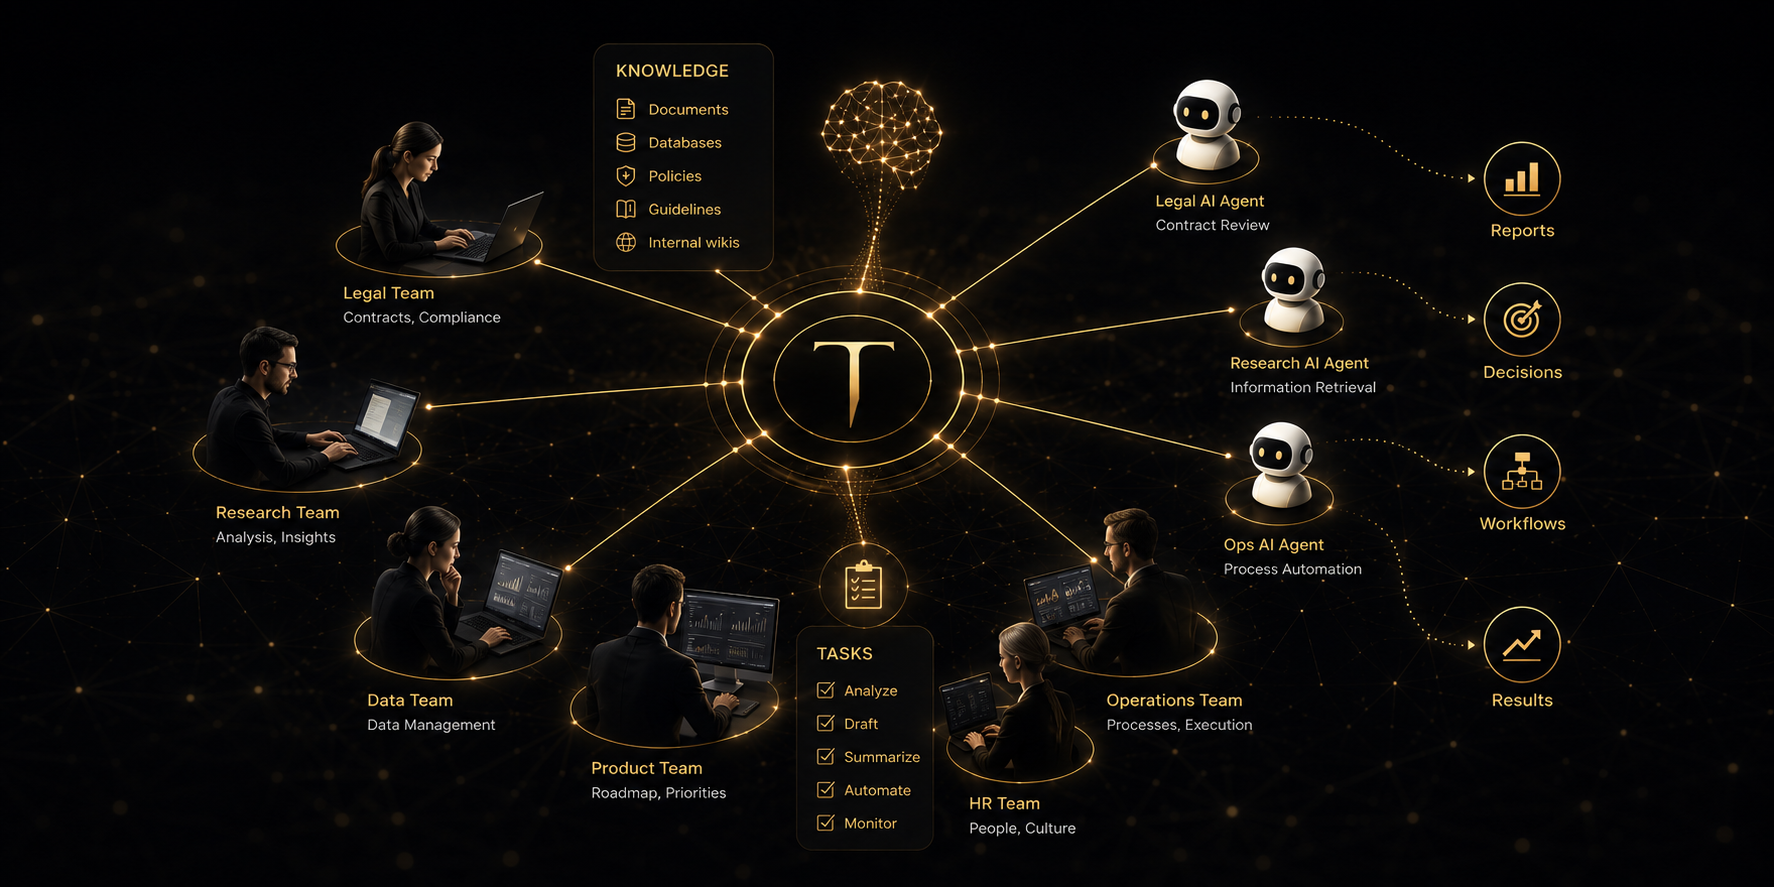 KNOWLEDGE
Documents
Databases
Policies
Guidelines
Internal wikis
Legal Team
Contracts, Compliance
Research Team
Analysis, Insights
Data Team
Data Management
Product Team
Roadmap, Priorities
T
TASKS
Analyze
Draft
Summarize
Automate
Monitor
HR Team
People, Culture
Operations Team
Processes, Execution
Legal AI Agent
Contract Review
Research AI Agent
Information Retrieval
Ops AI Agent
Process Automation
Reports
Decisions
Workflows
Results